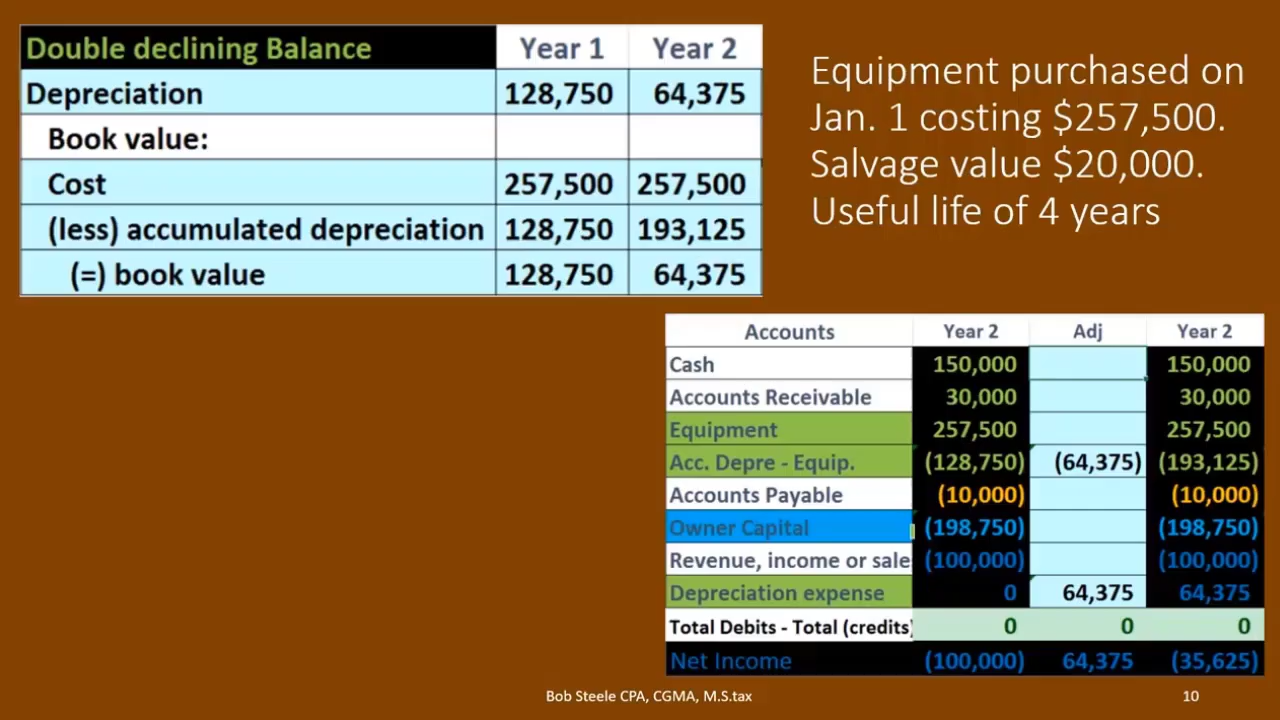 Double declining Balance Year 1 Year 2
Depreciation 128,750 64,375
Book value:
Cost 257,500 257,500
(less) accumulated depreciation 128,750 193,125
(=) book value 128,750 64,375
Equipment purchased on
Jan. 1 costing $257,500.
Salvage value $20,000.
Useful life of 4 years
Accounts Year 2 Adj Year 2
Cash 150,000 150,000
Accounts Receivable 30,000 30,000
Equipment 257,500 257,500
Acc. Depre - Equip. (128,750) (64,375) (193,125)
Accounts Payable (10,000) (10,000)
Owner Capital (198,750) (198,750)
Revenue, income or sale (100,000) (100,000)
Depreciation expense 0 64,375 64,375
Total Debits - Total (credits) 0 0 0
Net Income (100,000) 64,375 (35,625)
Bob Steele CPA, CGMA, M.S.tax 10